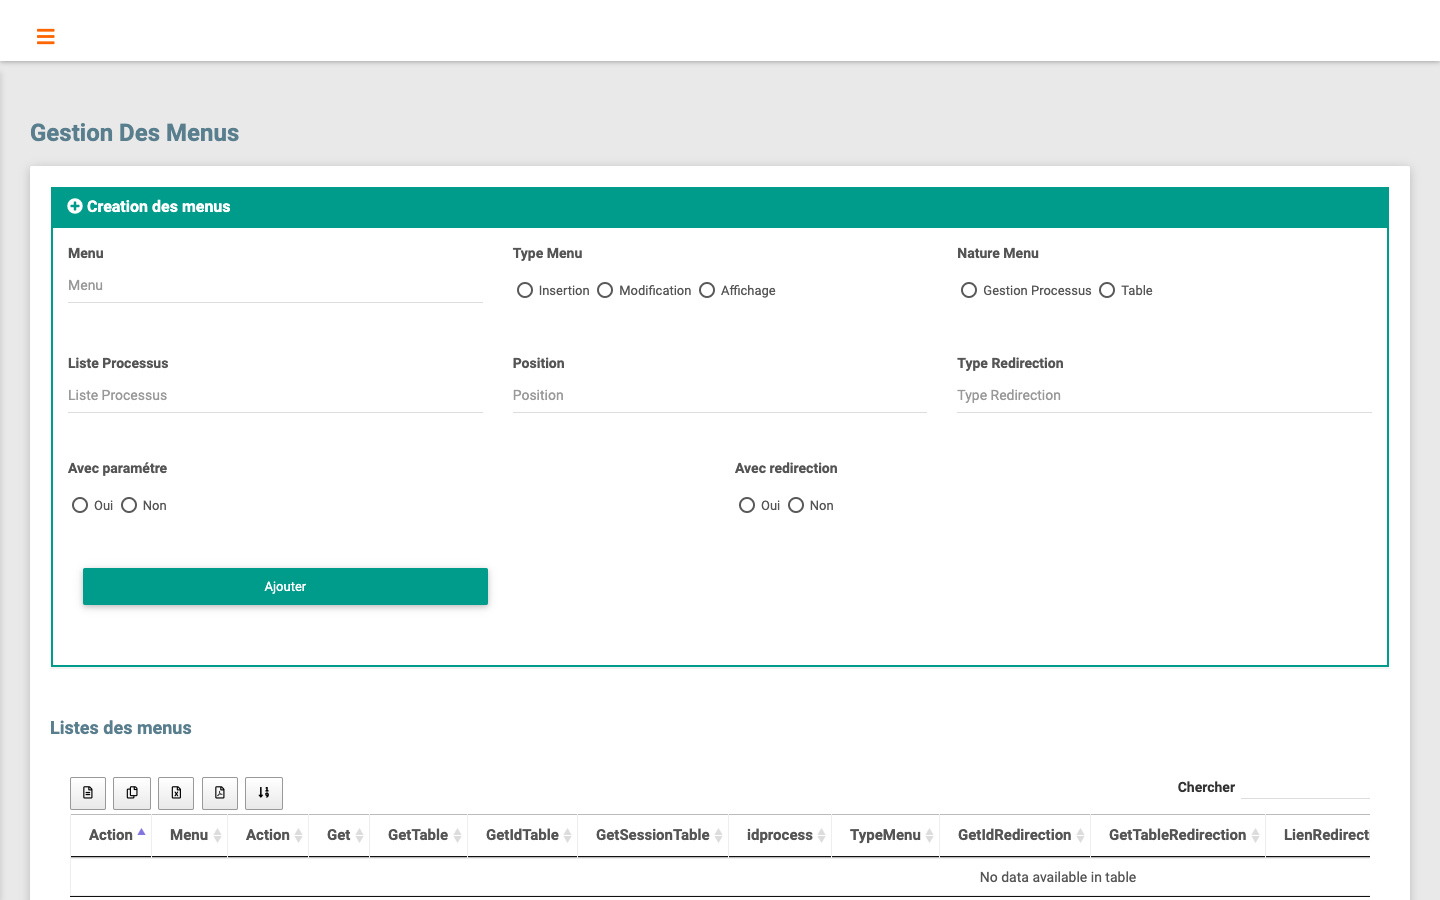 Gestion Des Menus
Creation des menus
Menu
Type Menu
Nature Menu
Menu
Insertion Modification Affichage
Gestion Processus Table
Liste Processus
Position
Type Redirection
Liste Processus
Position
Type Redirection
Avec paramétre
Avec redirection
Oui Non
Oui Non
Ajouter
Listes des menus
Chercher
Action Menu Action Get GetTable GetIdTable GetSessionTable idprocess TypeMenu GetIdRedirection GetTableRedirection LienRedirect
No data available in table